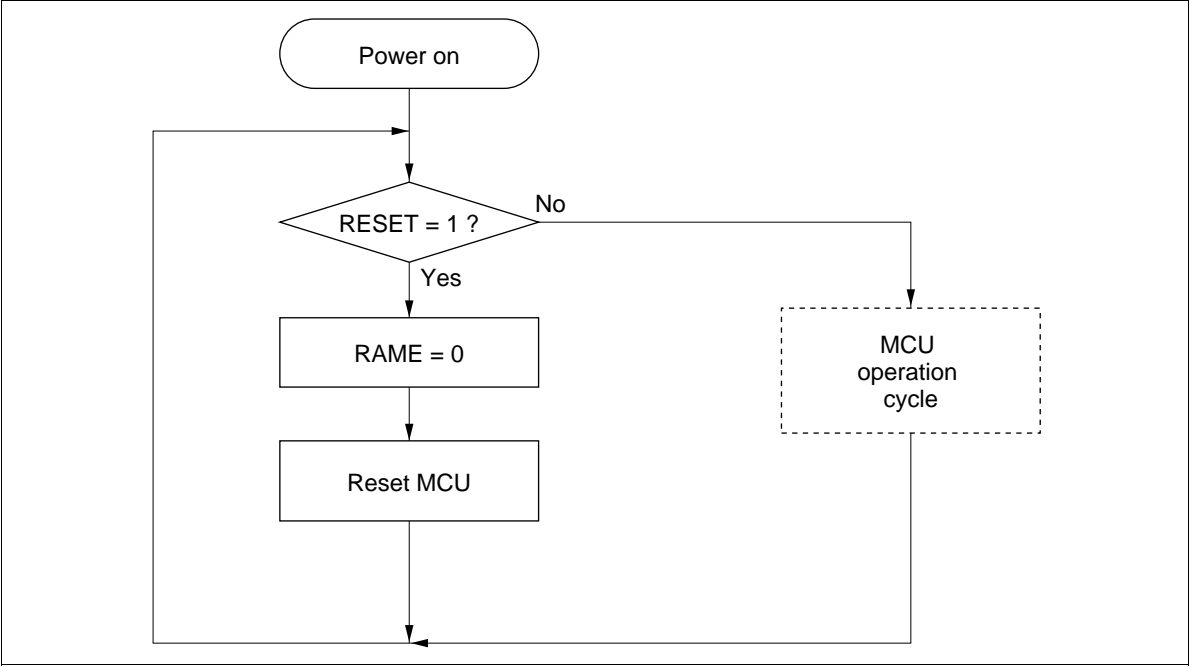 Power on
RESET = 1 ?
No
Yes
RAME = 0
MCU
operation
cycle
Reset MCU